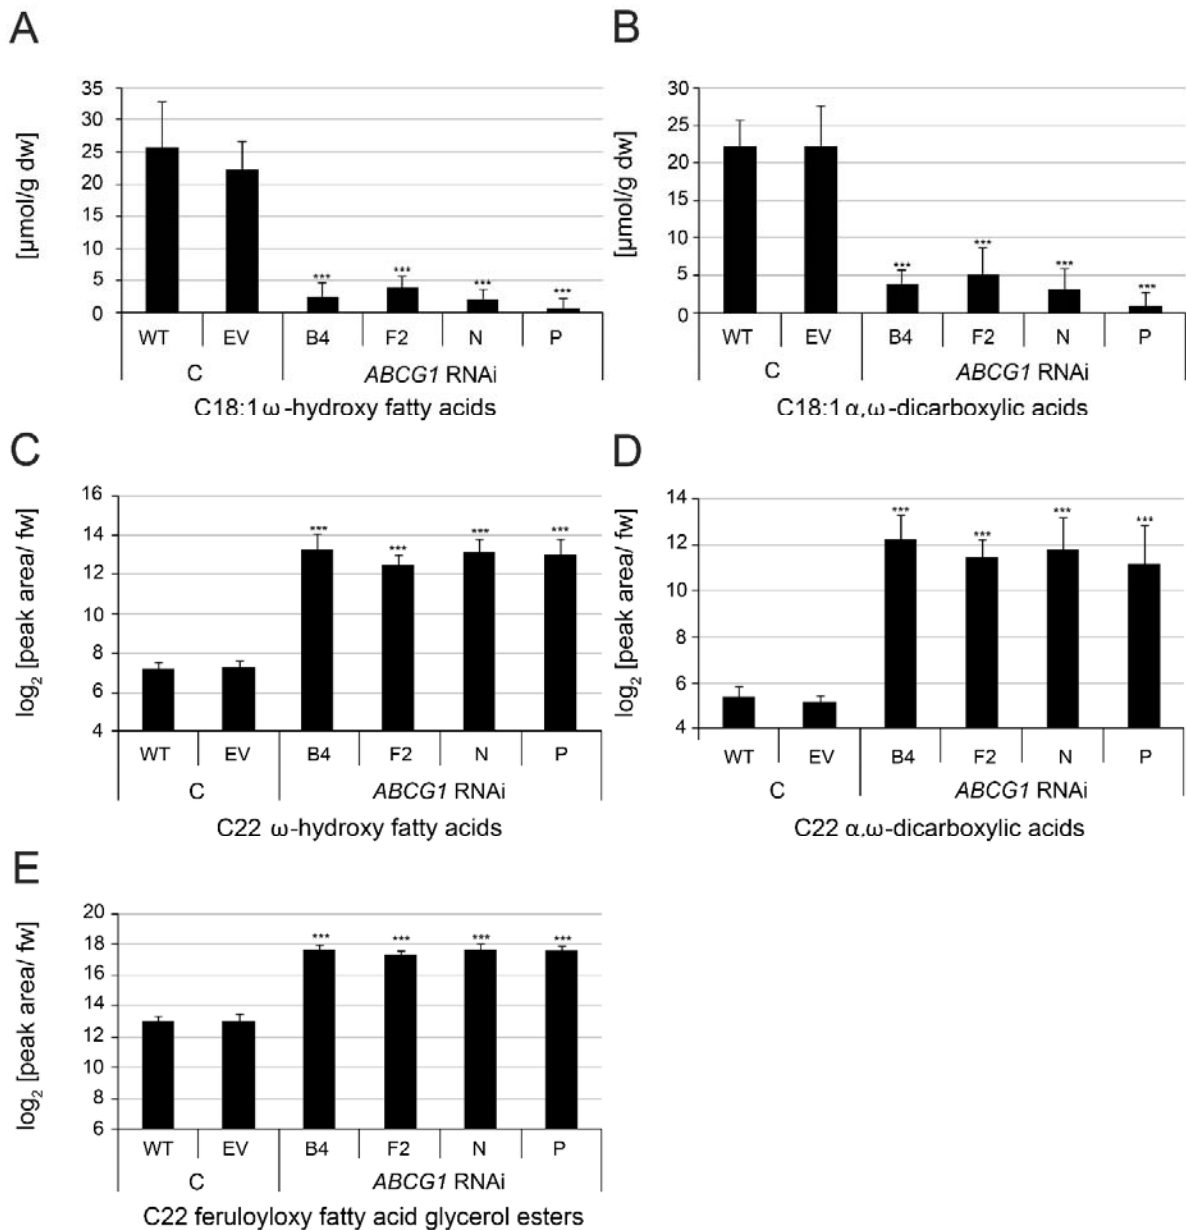 A
[µmol/g dw]
35
30
25
20
15
10
5
0
*** *** *** ***
WT EV B4 F2 N P
C ABCG1 RNAi
C18:1 ω-hydroxy fatty acids
B
[µmol/g dw]
30
25
20
15
10
5
0
*** *** *** ***
WT EV B4 F2 N P
C ABCG1 RNAi
C18:1 α,ω-dicarboxylic acids
C
log₂ [peak area/ fw]
16
14
12
10
8
6
4
*** *** *** ***
WT EV B4 F2 N P
C ABCG1 RNAi
C22 ω-hydroxy fatty acids
D
log₂ [peak area/ fw]
14
12
10
8
6
4
*** *** *** ***
WT EV B4 F2 N P
C ABCG1 RNAi
C22 α,ω-dicarboxylic acids
E
log₂ [peak area/ fw]
20
18
16
14
12
10
8
6
*** *** *** ***
WT EV B4 F2 N P
C ABCG1 RNAi
C22 feruloyloxy fatty acid glycerol esters